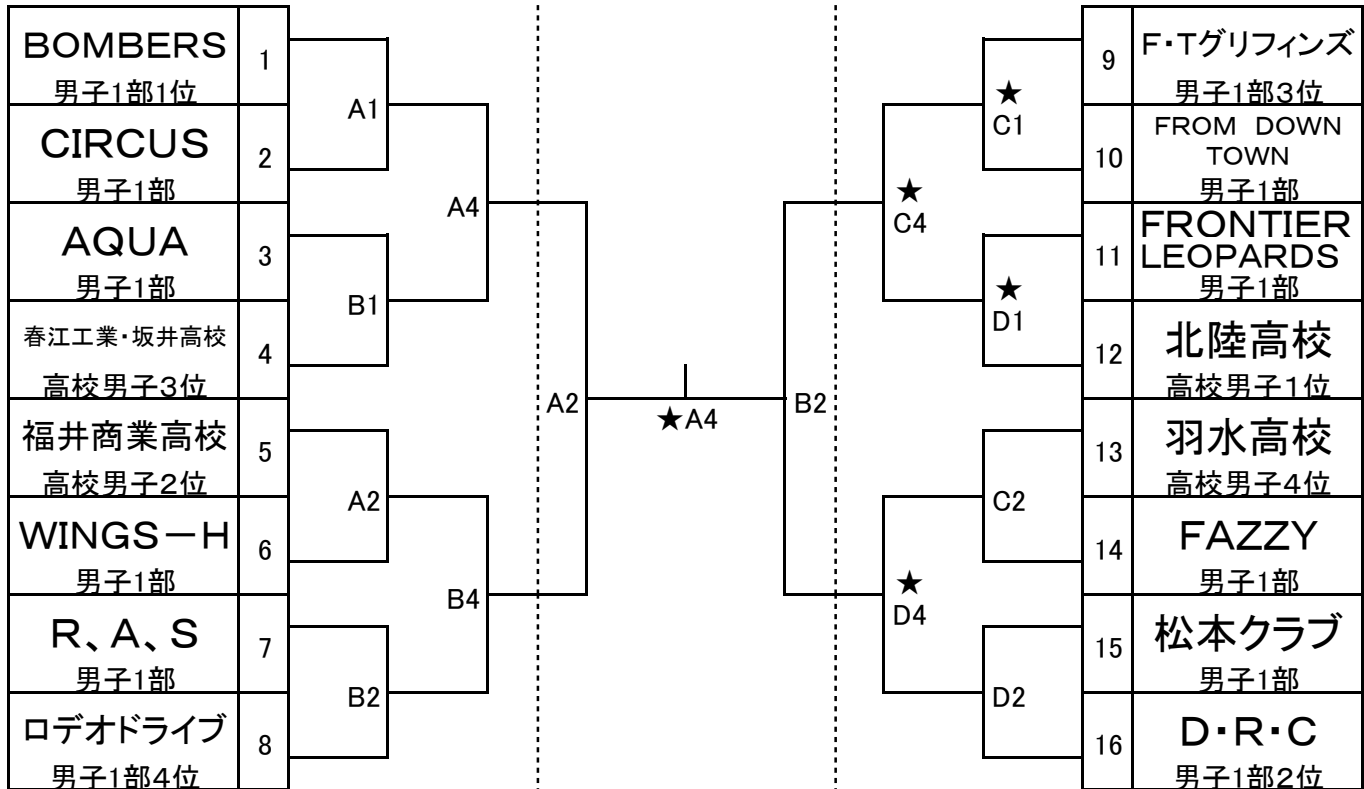 BOMBERS
男子1部1位
1
CIRCUS
男子1部
2
AQUA
男子1部
3
春江工業・坂井高校
高校男子3位
4
福井商業高校
高校男子2位
5
WINGS－H
男子1部
6
R、A、S
男子1部
7
ロデオドライブ
男子1部4位
8
A1
B1
A2
B2
A4
B4
A2
★A4
B2
★
C4
★
D4
★
C1
★
D1
C2
D2
9
F・Tグリフィンズ
男子1部3位
10
FROM DOWN
TOWN
男子1部
11
FRONTIER
LEOPARDS
男子1部
12
北陸高校
高校男子1位
13
羽水高校
高校男子4位
14
FAZZY
男子1部
15
松本クラブ
男子1部
16
D・R・C
男子1部2位